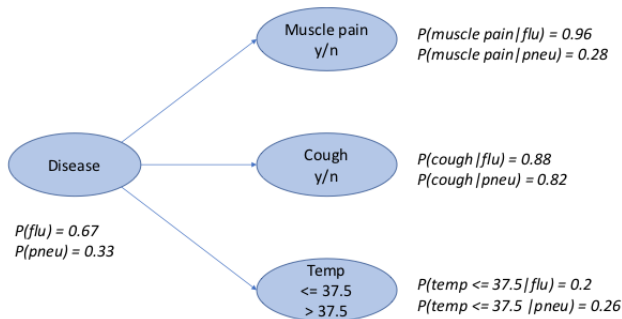 Muscle pain
y/n
P(muscle pain|flu) = 0.96
P(muscle pain|pneu) = 0.28
Disease
P(flu) = 0.67
P(pneu) = 0.33
Cough
y/n
P(cough|flu) = 0.88
P(cough|pneu) = 0.82
Temp
<= 37.5
> 37.5
P(temp <= 37.5|flu) = 0.2
P(temp <= 37.5 |pneu) = 0.26